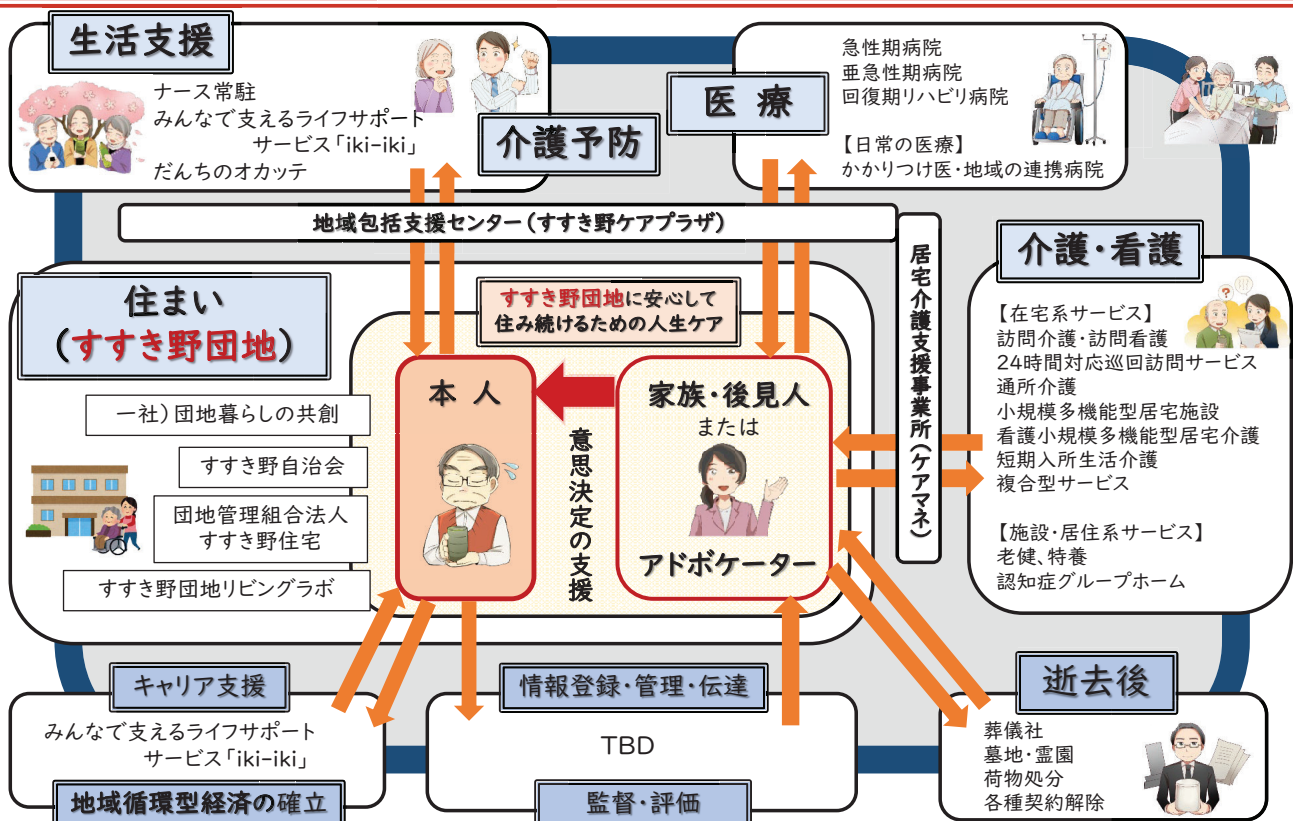 生活支援
ナース常駐
みんなで支えるライフサポート
サービス「iki-iki」
だんちのオカッテ
介護予防
医 療
急性期病院
亜急性期病院
回復期リハビリ病院
【日常の医療】
かかりつけ医・地域の連携病院
地域包括支援センター(すすき野ケアプラザ)
居宅介護支援事業所(ケアマネ)
介護・看護
【在宅系サービス】
訪問介護・訪問看護
24時間対応巡回訪問サービス
通所介護
小規模多機能型居宅施設
看護小規模多機能型居宅介護
短期入所生活介護
複合型サービス
【施設・居住系サービス】
老健、特養
認知症グループホーム
住まい
(すすき野団地)
一社)団地暮らしの共創
すすき野自治会
団地管理組合法人
すすき野住宅
すすき野団地リビングラボ
すすき野団地に安心して
住み続けるための人生ケア
本 人
意思決定の支援
家族・後見人
または
アドボケーター
キャリア支援
みんなで支えるライフサポート
サービス「iki-iki」
地域循環型経済の確立
情報登録・管理・伝達
TBD
監督・評価
逝去後
葬儀社
墓地・霊園
荷物処分
各種契約解除